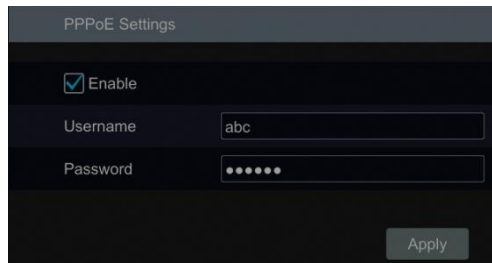 PPPoE Settings
Enable
Username abc
Password ●●●●●●
Apply